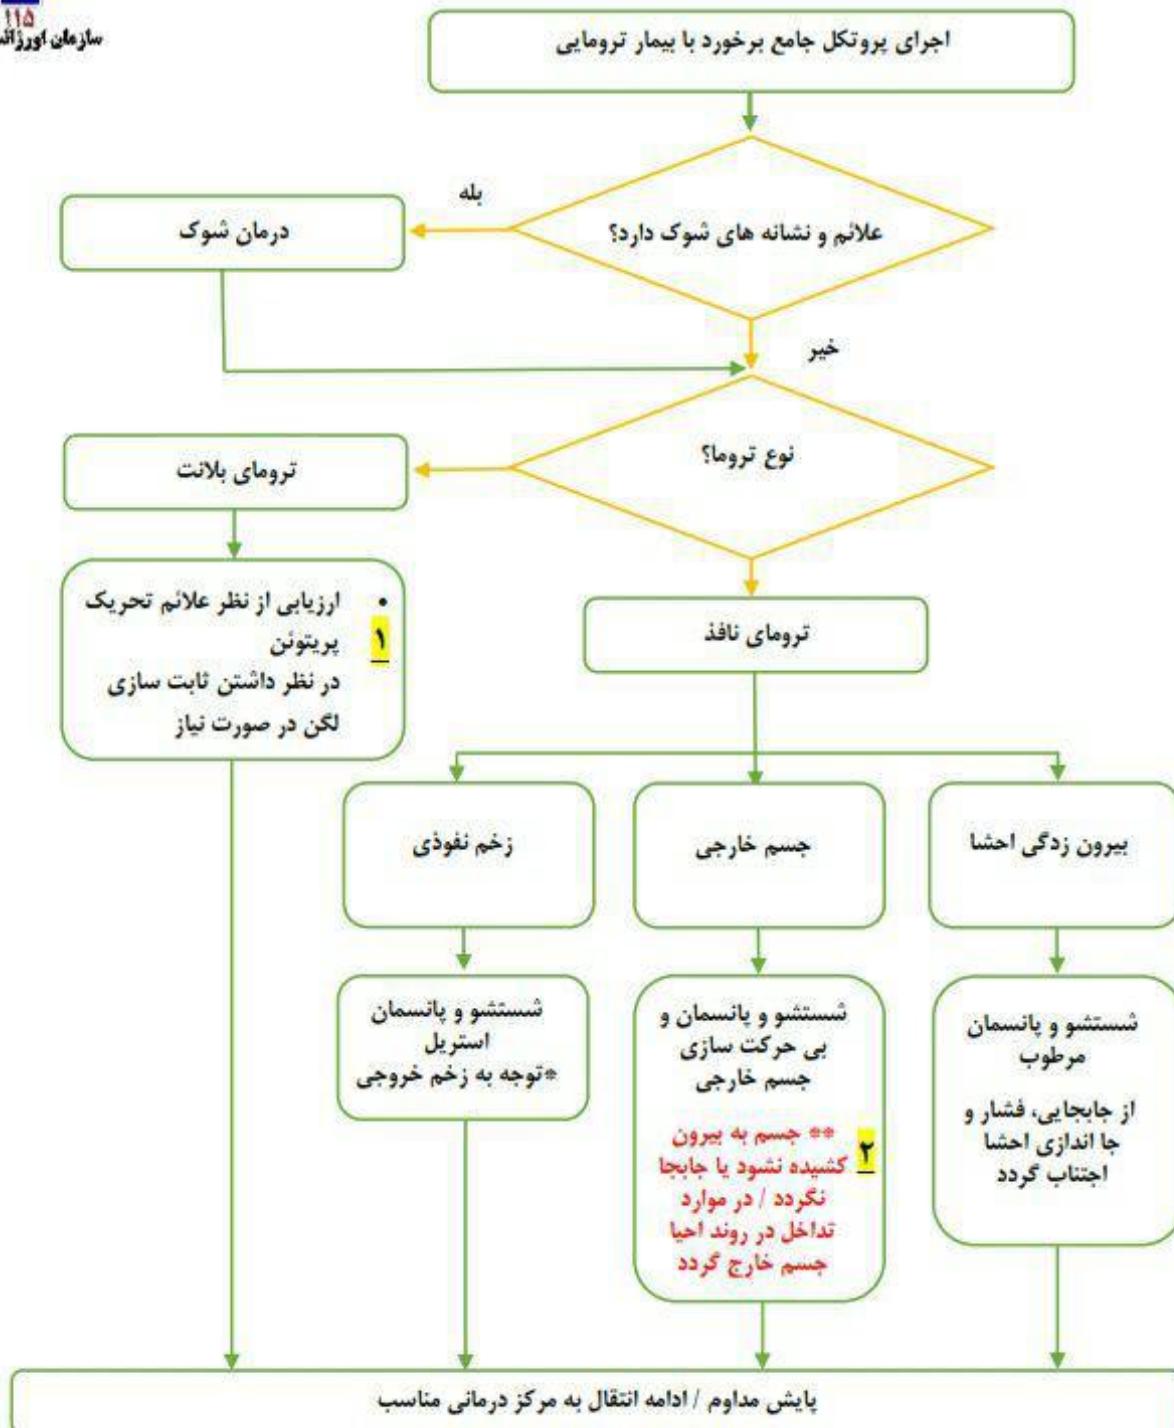 ۱۱۵
سازمان اورژانس
اجرای پروتکل جامع برخورد با بیمار ترومایی
علائم و نشانه های شوک دارد؟
بله
درمان شوک
خیر
نوع تروما؟
ترومای بلانت
• ارزیابی از نظر علائم تحریک
پریتوئن
۱
در نظر داشتن ثابت سازی
لگن در صورت نیاز
ترومای نافذ
بیرون زدگی احشا
جسم خارجی
زخم نفوذی
شستشو و پانسمان
مرطوب
از جابجایی، فشار و
جا اندازی احشا
اجتناب گردد
شستشو و پانسمان و
بی حرکت سازی
جسم خارجی
۲
** جسم به بیرون
کشیده نشود یا جابجا
نگردد / در موارد
تداخل در روند احیا
جسم خارج گردد
شستشو و پانسمان
استریل
*توجه به زخم خروجی
پایش مداوم / ادامه انتقال به مرکز درمانی مناسب